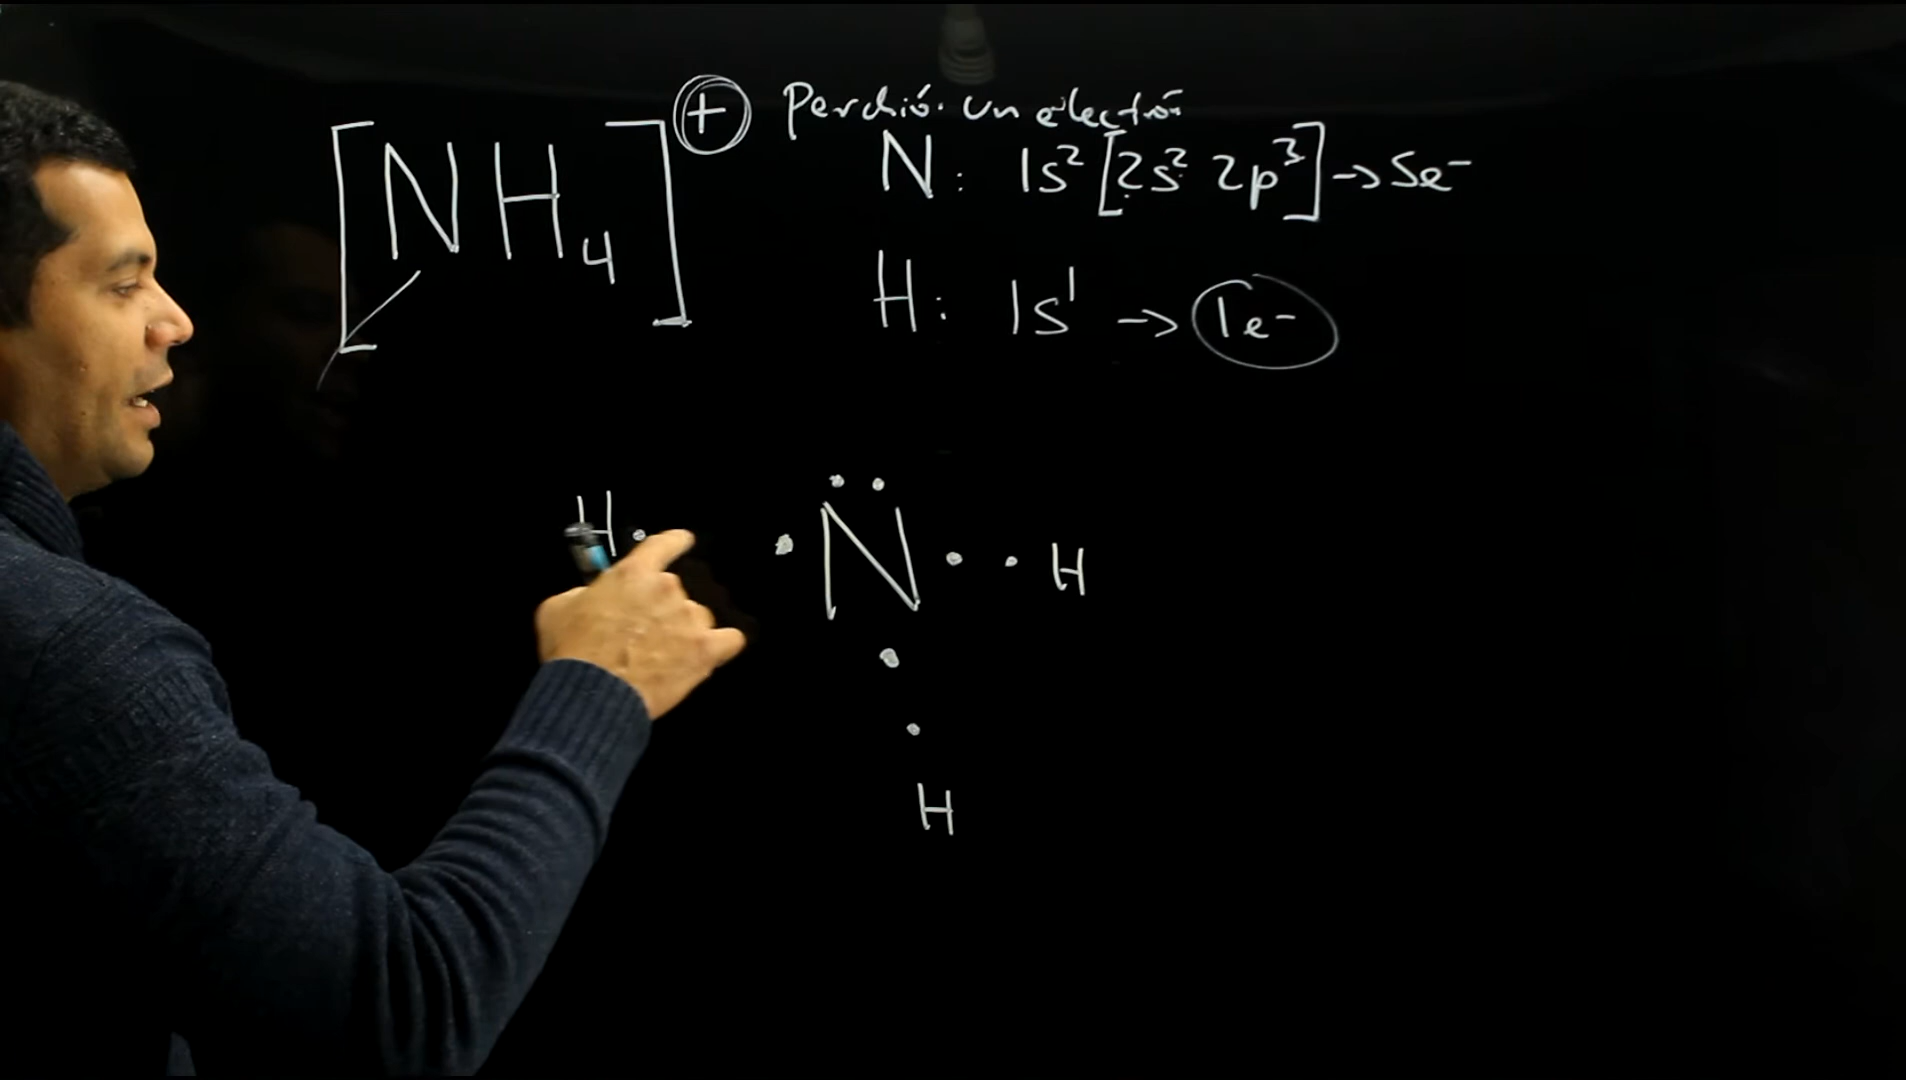 [NH₄]⁺ Perdió un electrón
N: 1s² [2s² 2p³] → 5e⁻
H: 1s¹ → 1e⁻
H · · N · · H
H